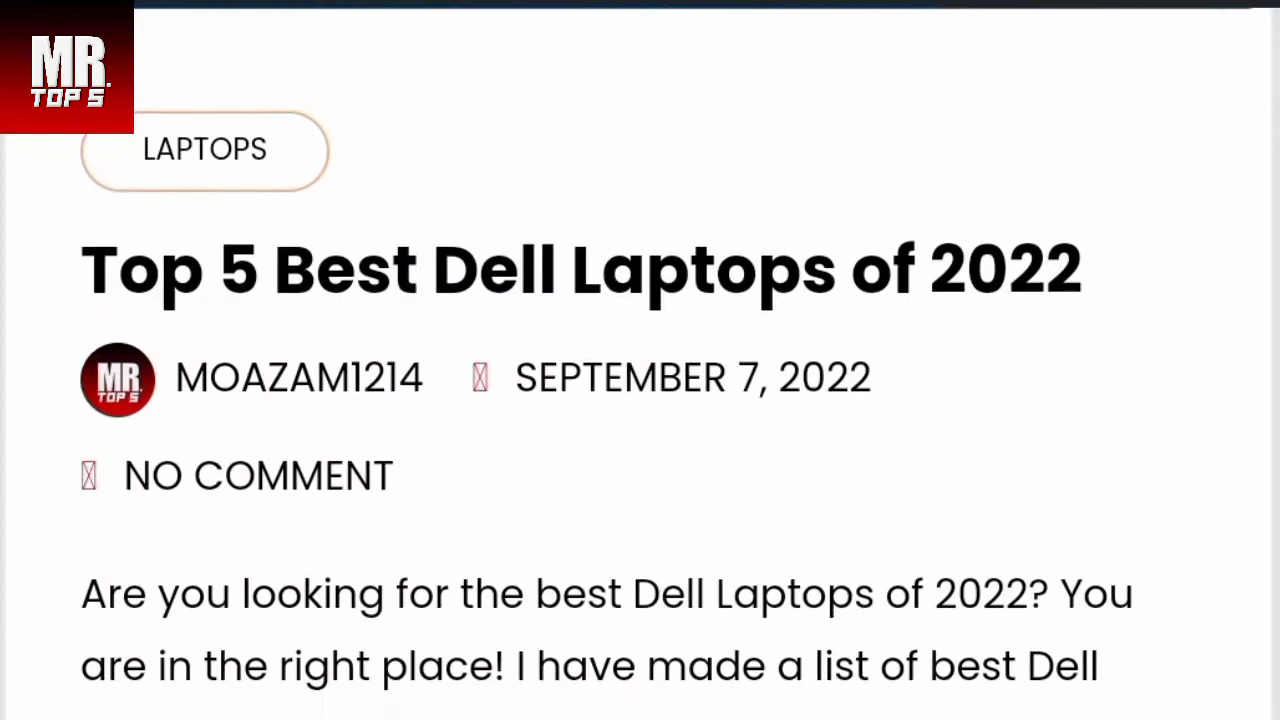 MR.
TOP 5
LAPTOPS
Top 5 Best Dell Laptops of 2022
MR.
TOP 5
MOAZAM1214
SEPTEMBER 7, 2022
NO COMMENT
Are you looking for the best Dell Laptops of 2022? You
are in the right place! I have made a list of best Dell